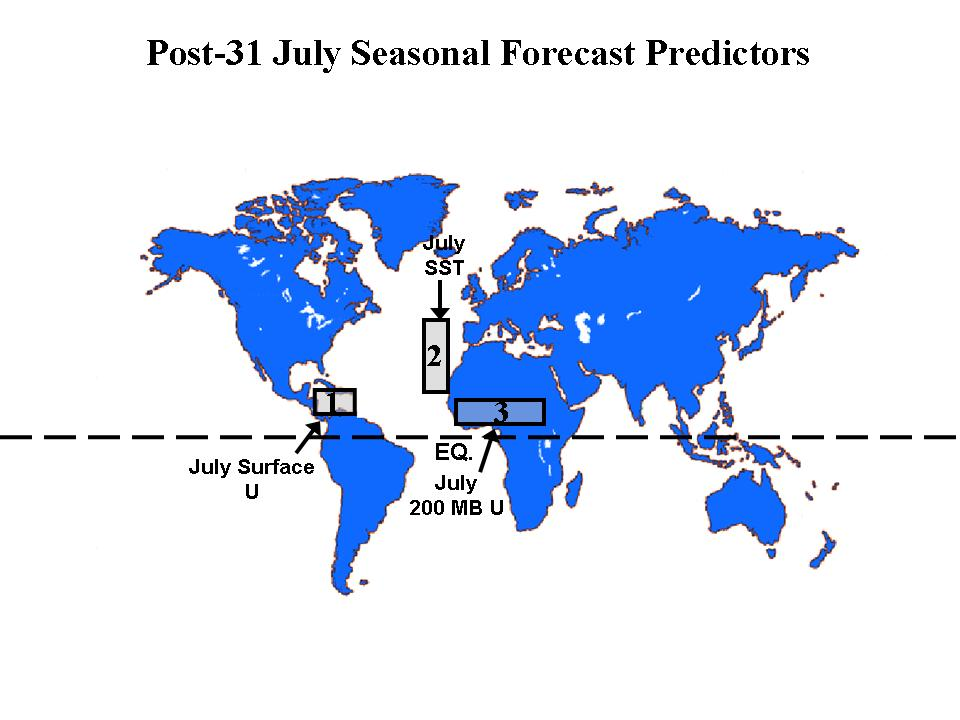 Post-31 July Seasonal Forecast Predictors
July
SST
2
1
3
July Surface
U
EQ.
July
200 MB U